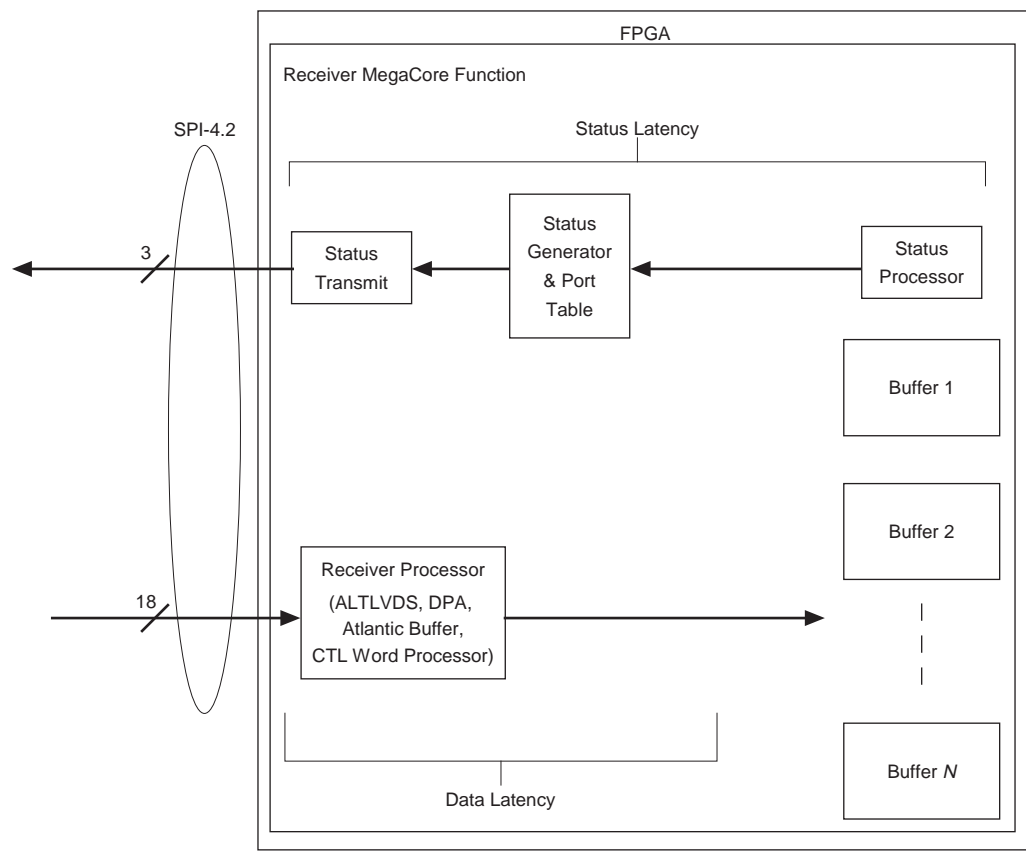 FPGA
Receiver MegaCore Function
SPI-4.2
Status Latency
3
Status
Transmit
Status
Generator
& Port
Table
Status
Processor
Buffer 1
Buffer 2
18
Receiver Processor
(ALTLVDS, DPA,
Atlantic Buffer,
CTL Word Processor)
Buffer N
Data Latency